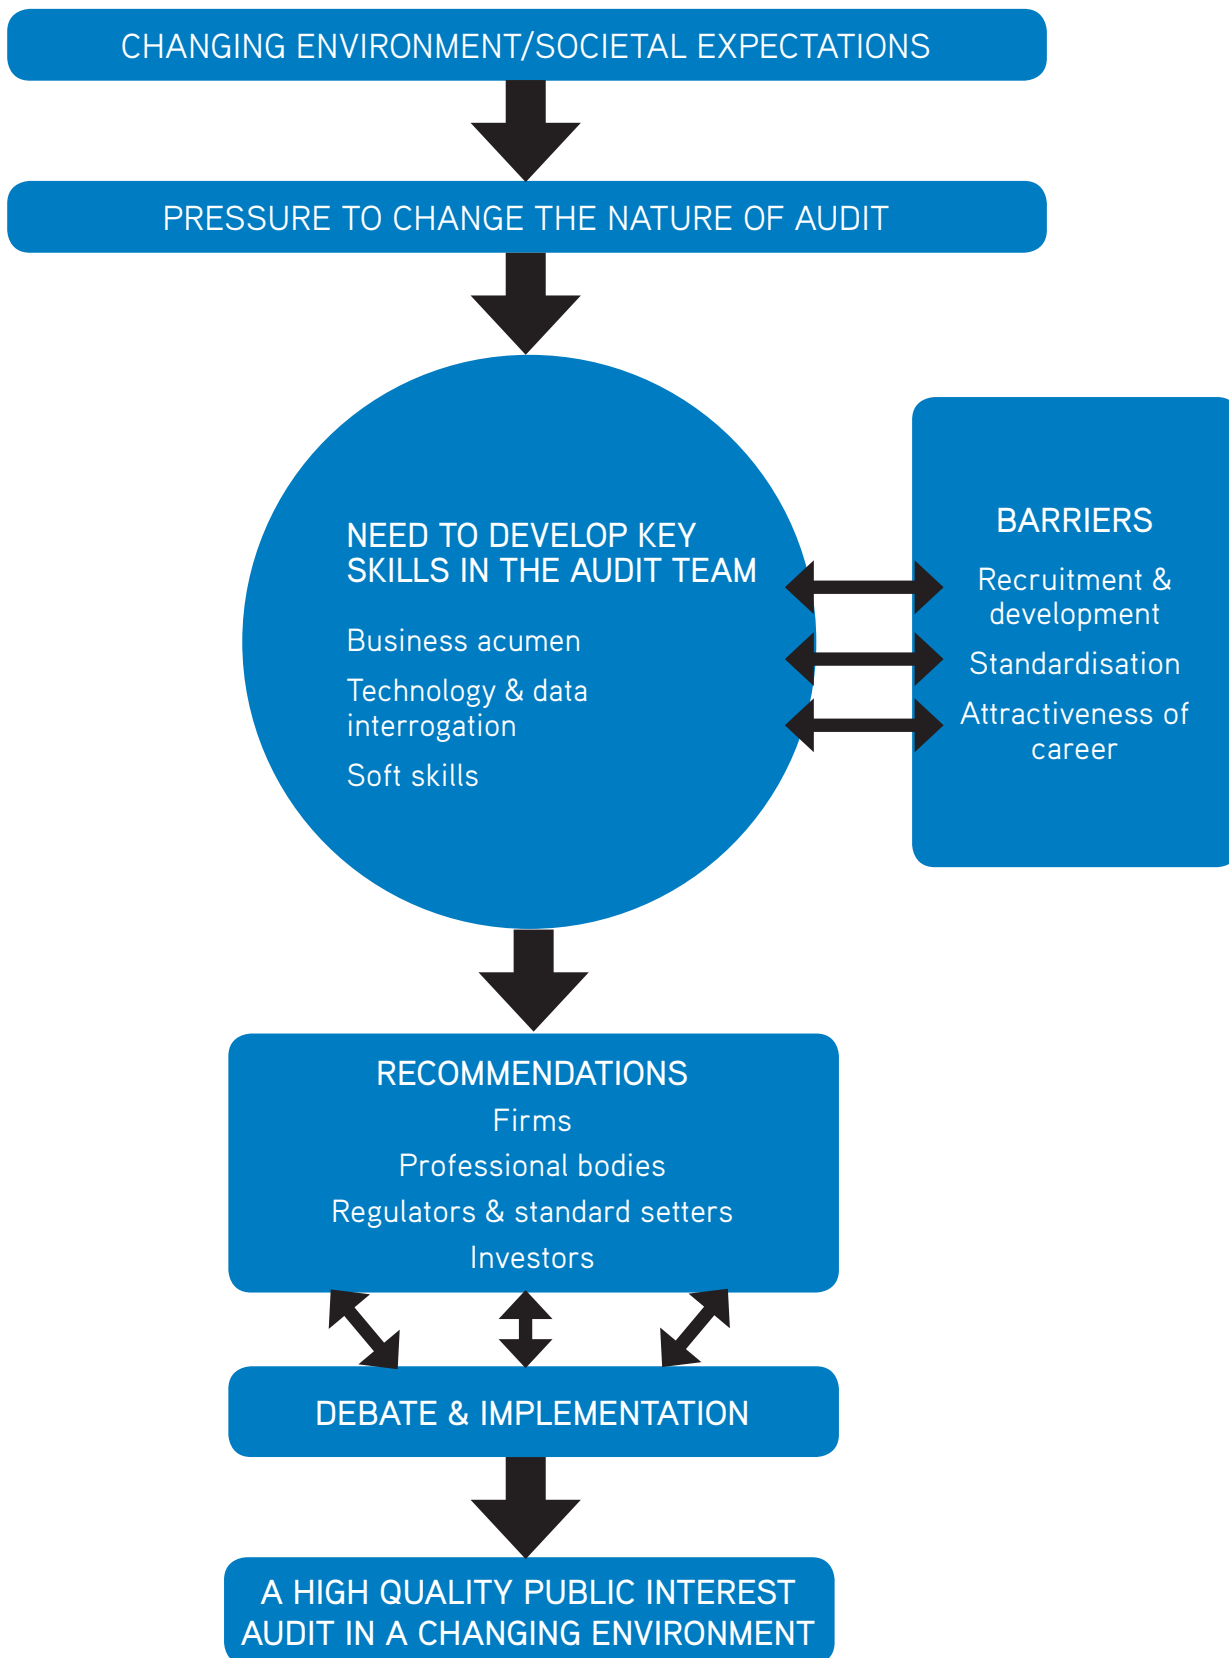 CHANGING ENVIRONMENT/SOCIETAL EXPECTATIONS
PRESSURE TO CHANGE THE NATURE OF AUDIT
NEED TO DEVELOP KEY
SKILLS IN THE AUDIT TEAM
Business acumen
Technology & data
interrogation
Soft skills
BARRIERS
Recruitment &
development
Standardisation
Attractiveness of
career
RECOMMENDATIONS
Firms
Professional bodies
Regulators & standard setters
Investors
DEBATE & IMPLEMENTATION
A HIGH QUALITY PUBLIC INTEREST
AUDIT IN A CHANGING ENVIRONMENT